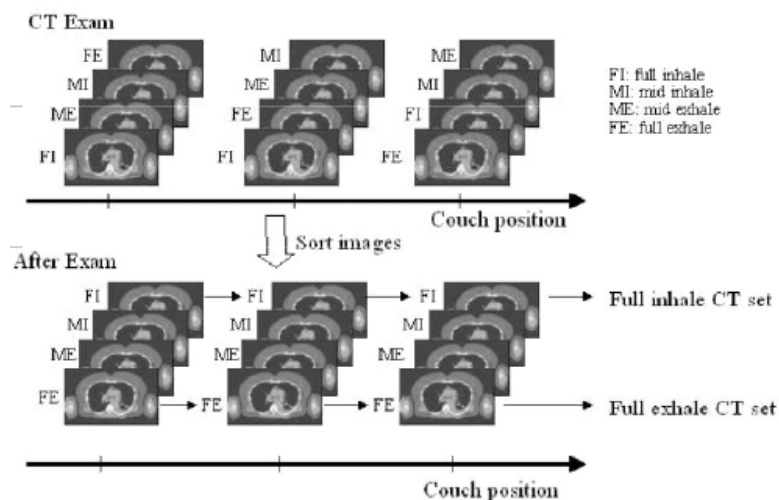 CT Exam
FE MI ME
MI ME MI
ME FE FI
FI FI FE
FI: full inhale
MI: mid inhale
ME: mid exhale
FE: full exhale
Couch position
Sort images
After Exam
FI FI FI Full inhale CT set
MI MI MI
ME ME ME
FE FE FE Full exhale CT set
Couch position